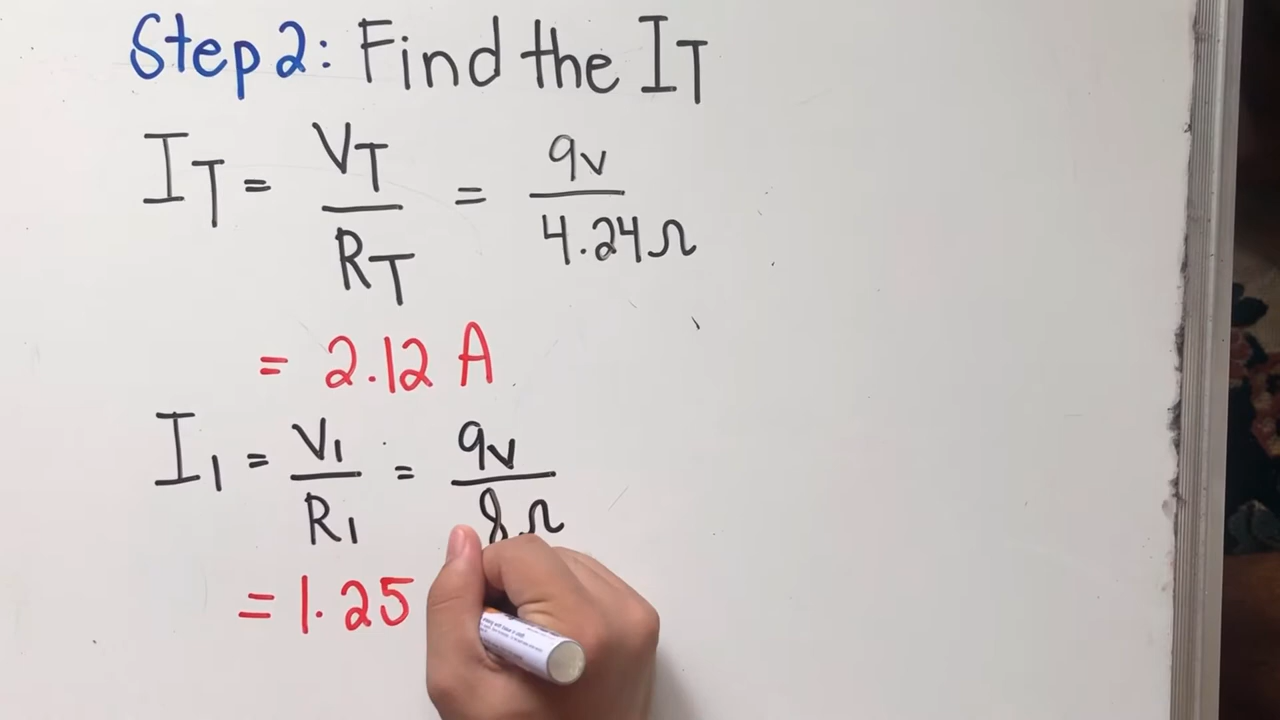 Step 2: Find the IT
IT = VT / RT = 9v / 4.24Ω
= 2.12 A
I1 = V1 / R1 = 9v / 8Ω
= 1.25